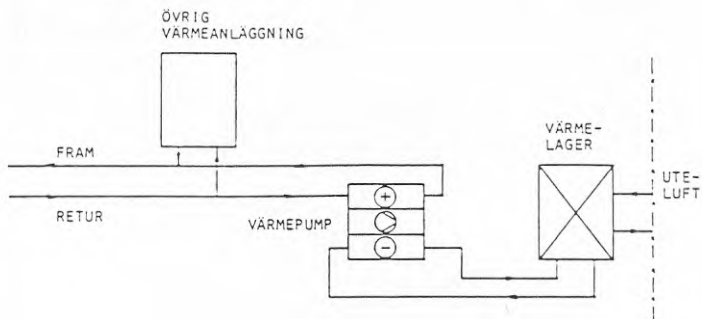 ÖVRIG
VÄRMEANLÄGGNING
VÄRME-
LAGER
FRAM
UTE-
LUFT
RETUR
VÄRMEPUMP